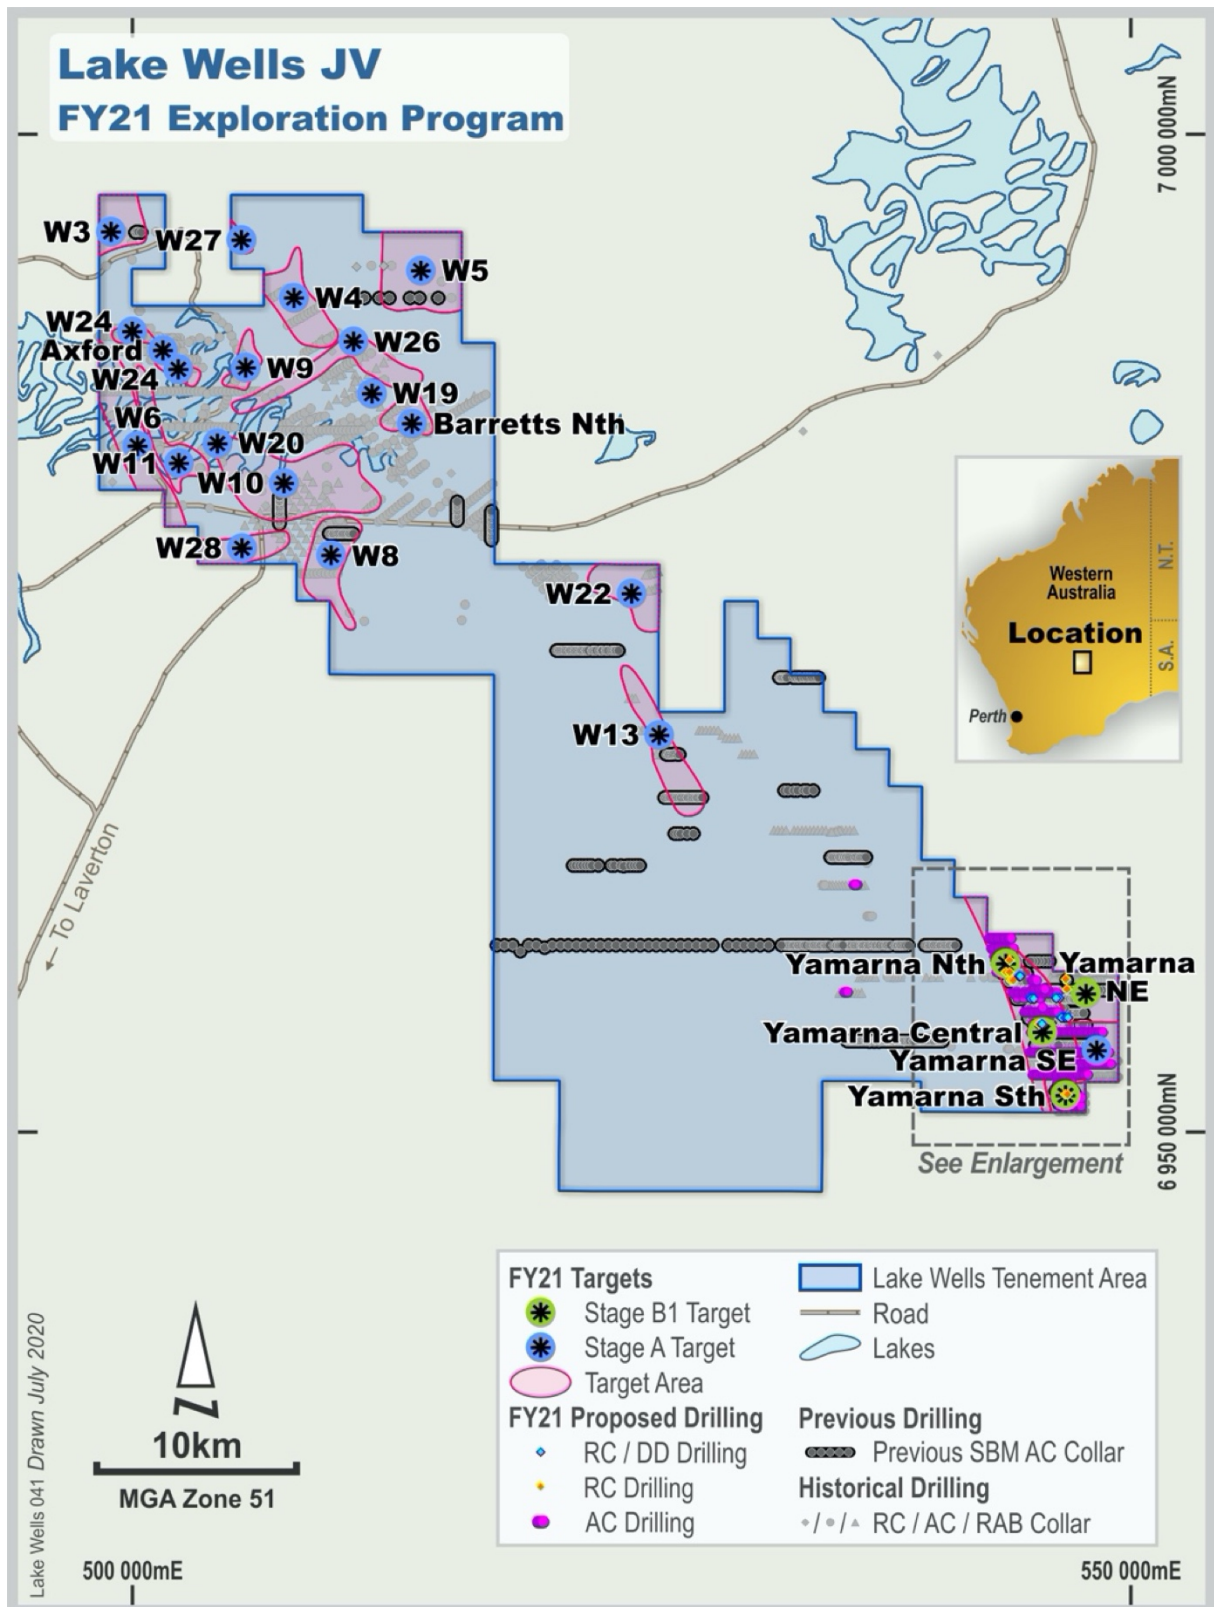 Lake Wells JV
FY21 Exploration Program
7 000 000mN
W3
W27
W5
W4
W24
Axford
W26
W24
W9
W19
W6
Barretts Nth
W20
W11
W10
W28
W8
W22
W13
Western
Australia
N.T.
Location
S.A.
Perth
← To Laverton
Yamarna Nth
Yamarna
NE
Yamarna Central
Yamarna SE
Yamarna Sth
See Enlargement
6 950 000mN
FY21 Targets
Stage B1 Target
Stage A Target
Target Area
FY21 Proposed Drilling
RC / DD Drilling
RC Drilling
AC Drilling
Lake Wells Tenement Area
Road
Lakes
Previous Drilling
Previous SBM AC Collar
Historical Drilling
/ / RC / AC / RAB Collar
N
10km
MGA Zone 51
Lake Wells 041 Drawn July 2020
500 000mE
550 000mE